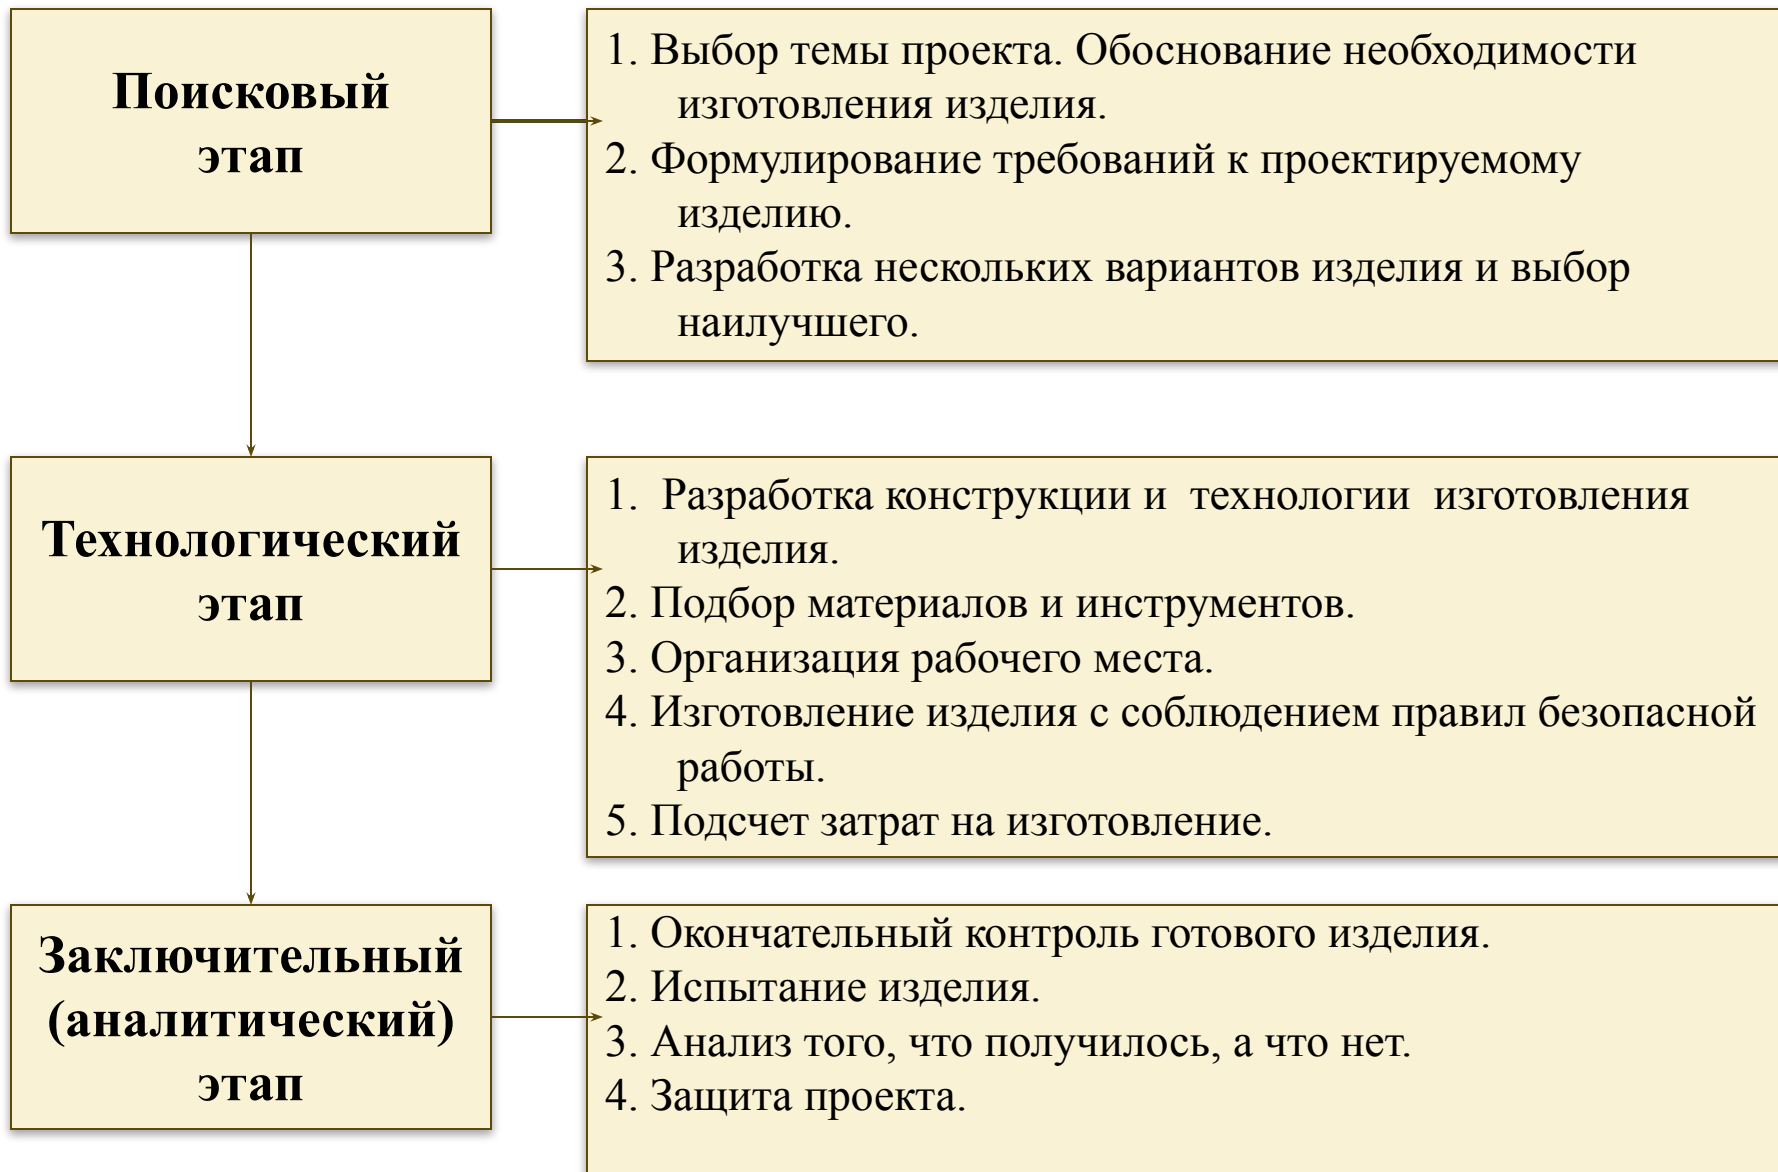 Поисковый
этап
1. Выбор темы проекта. Обоснование необходимости
изготовления изделия.
2. Формулирование требований к проектируемому
изделию.
3. Разработка нескольких вариантов изделия и выбор
наилучшего.
Технологический
этап
1. Разработка конструкции и технологии изготовления
изделия.
2. Подбор материалов и инструментов.
3. Организация рабочего места.
4. Изготовление изделия с соблюдением правил безопасной
работы.
5. Подсчет затрат на изготовление.
Заключительный
(аналитический)
этап
1. Окончательный контроль готового изделия.
2. Испытание изделия.
3. Анализ того, что получилось, а что нет.
4. Защита проекта.